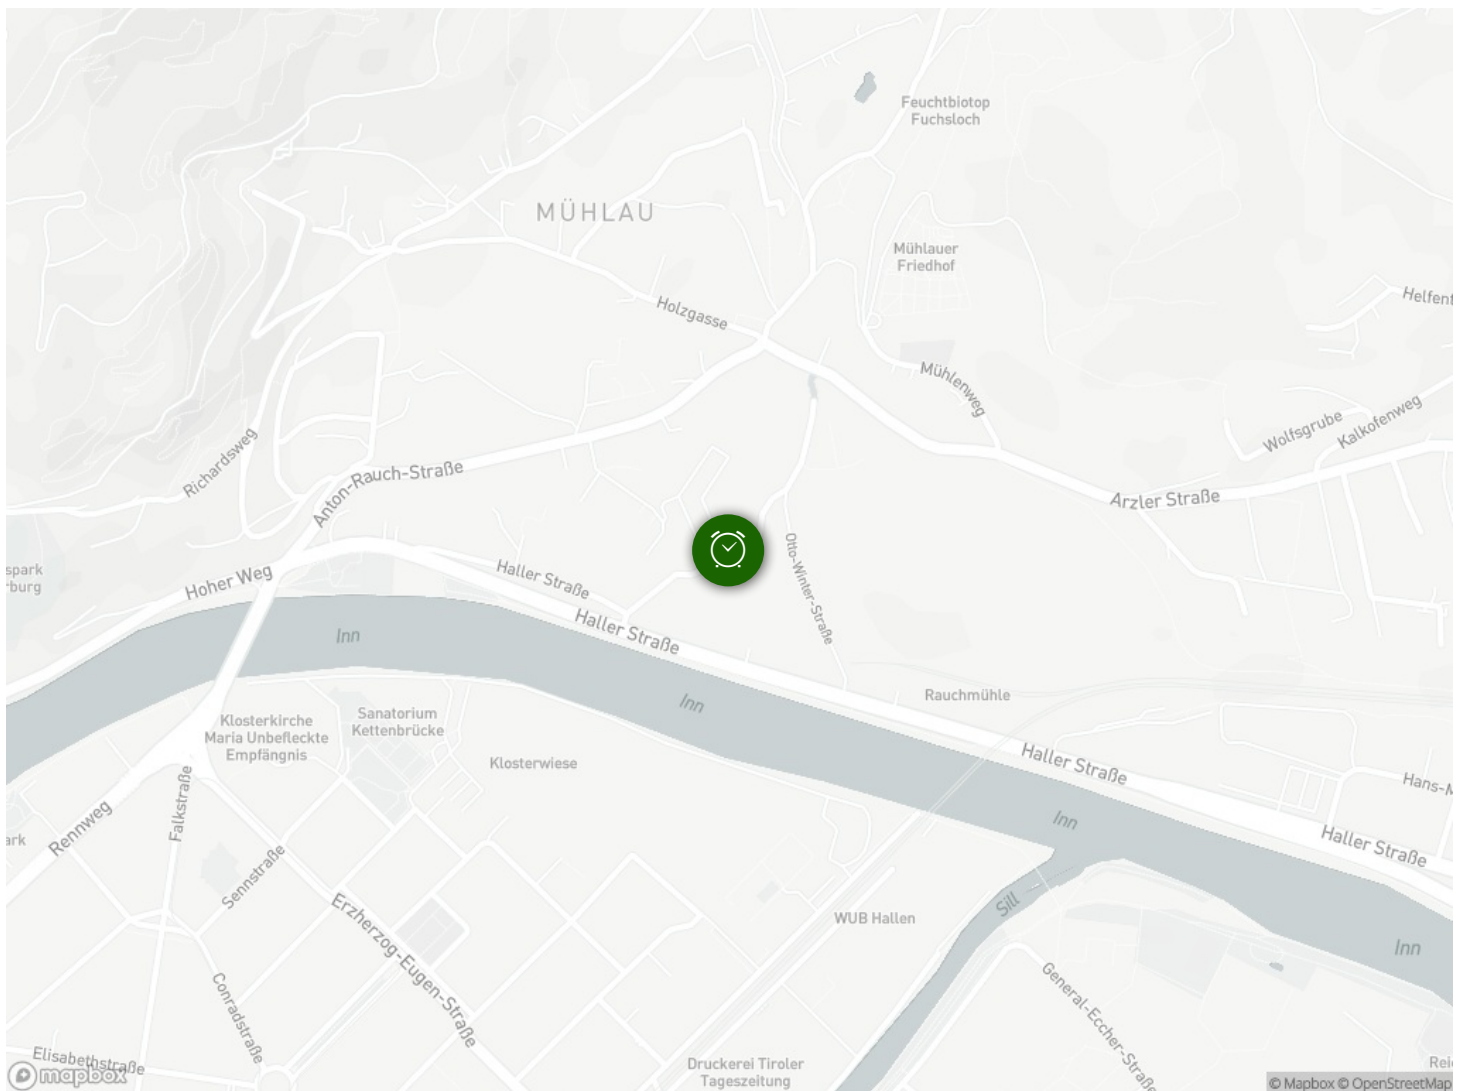 Feuchtbiotop
Fuchsloch
MÜHLAU
Mühlauer
Friedhof
Helfent
Holzgasse
Mühlenweg
Wolfsgrube
Kalkofenweg
Richardsweg
Anton-Rauch-Straße
Arzler Straße
spark
rburg
Hoher Weg
Haller Straße
Otto-Winter-Straße
Haller Straße
Inn
Inn
Rauchmühle
Klosterkirche
Maria Unbefleckte
Empfängnis
Sanatorium
Kettenbrücke
Klosterwiese
Haller Straße
Hans-M
Falkstraße
Rennweg
ark
Inn
Haller Straße
Sennstraße
Erzherzog-Eugen-Straße
Sill
WUB Hallen
Inn
Conradstraße
General-Eccher-Straße
Elisabethstraße
Druckerei Tiroler
Tageszeitung
Rei
mapbox
© Mapbox © OpenStreetMap